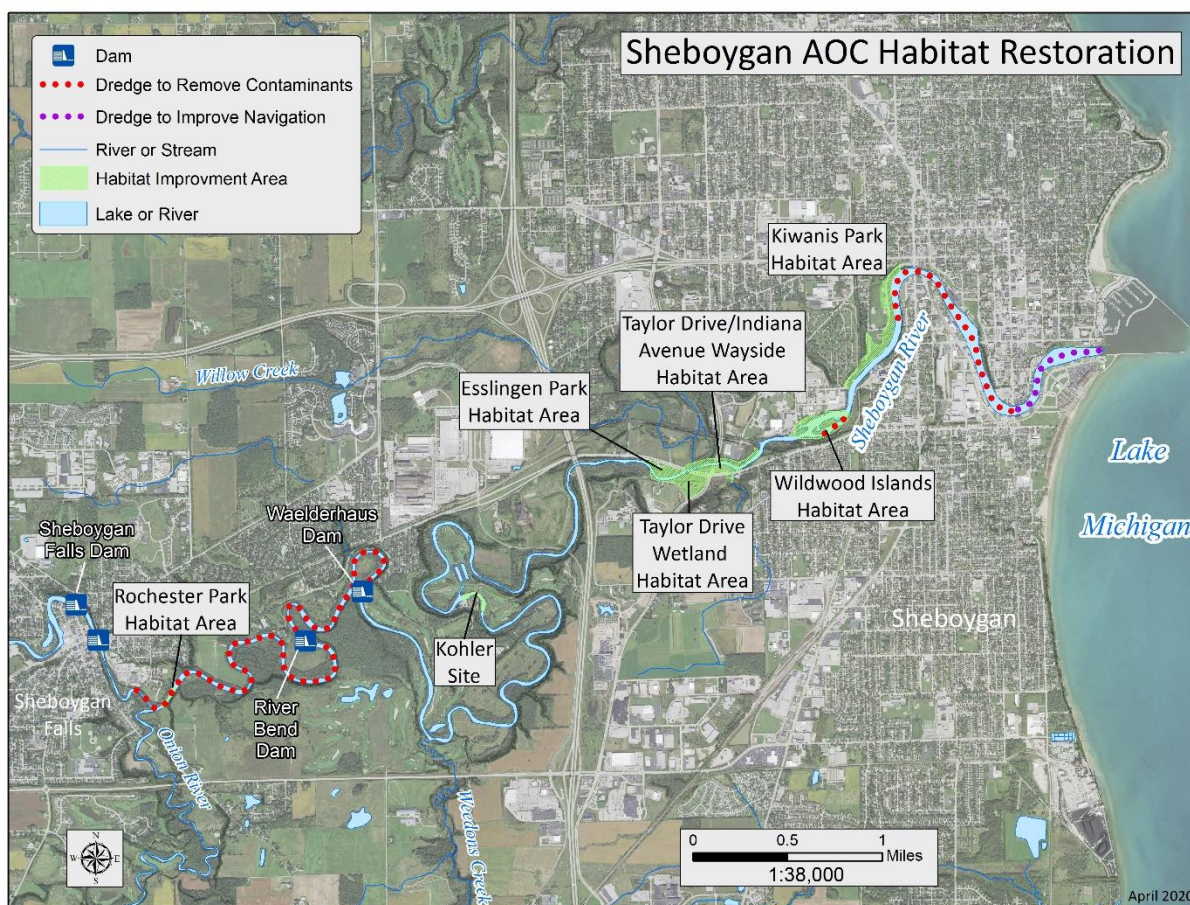 Sheboygan AOC Habitat Restoration
Dam
Dredge to Remove Contaminants
Dredge to Improve Navigation
River or Stream
Habitat Improvment Area
Lake or River
Kiwanis Park
Habitat Area
Taylor Drive/Indiana
Avenue Wayside
Habitat Area
Esslingen Park
Habitat Area
Willow Creek
Sheboygan River
Lake
Michigan
Wildwood Islands
Habitat Area
Taylor Drive
Wetland
Habitat Area
Waelderhaus
Dam
Sheboygan
Falls Dam
Rochester Park
Habitat Area
Kohler
Site
Sheboygan
Sheboygan
Falls
River
Bend
Dam
Onion River
Weedons Creek
N
W
E
S
0 0.5 1
Miles
1:38,000
April 2020